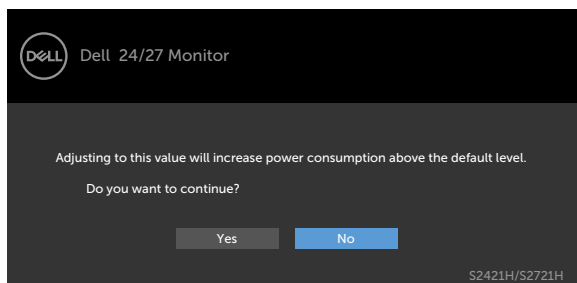 DELL
Dell 24/27 Monitor
Adjusting to this value will increase power consumption above the default level.
Do you want to continue?
Yes No
S2421H/S2721H